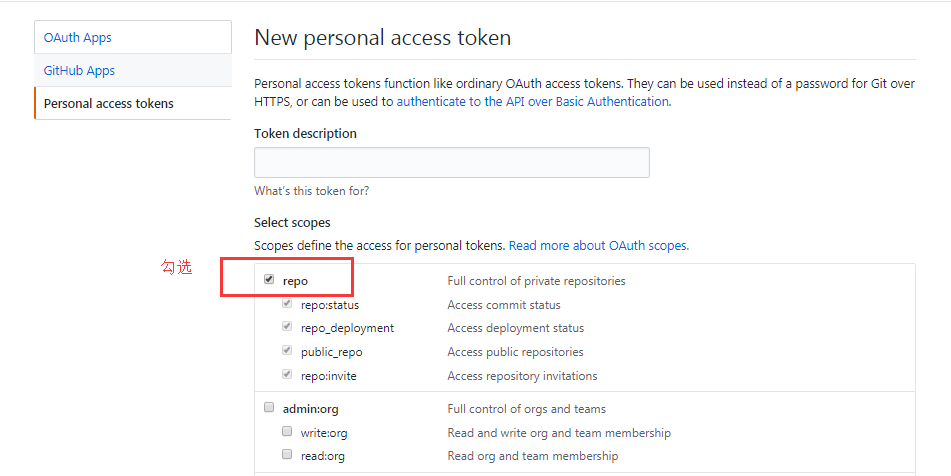 OAuth Apps
GitHub Apps
Personal access tokens
New personal access token
Personal access tokens function like ordinary OAuth access tokens. They can be used instead of a password for Git over
HTTPS, or can be used to authenticate to the API over Basic Authentication.
Token description
What's this token for?
Select scopes
Scopes define the access for personal tokens. Read more about OAuth scopes.
勾选
repo Full control of private repositories
repo:status Access commit status
repo_deployment Access deployment status
public_repo Access public repositories
repo:invite Access repository invitations
admin:org Full control of orgs and teams
write:org Read and write org and team membership
read:org Read org and team membership